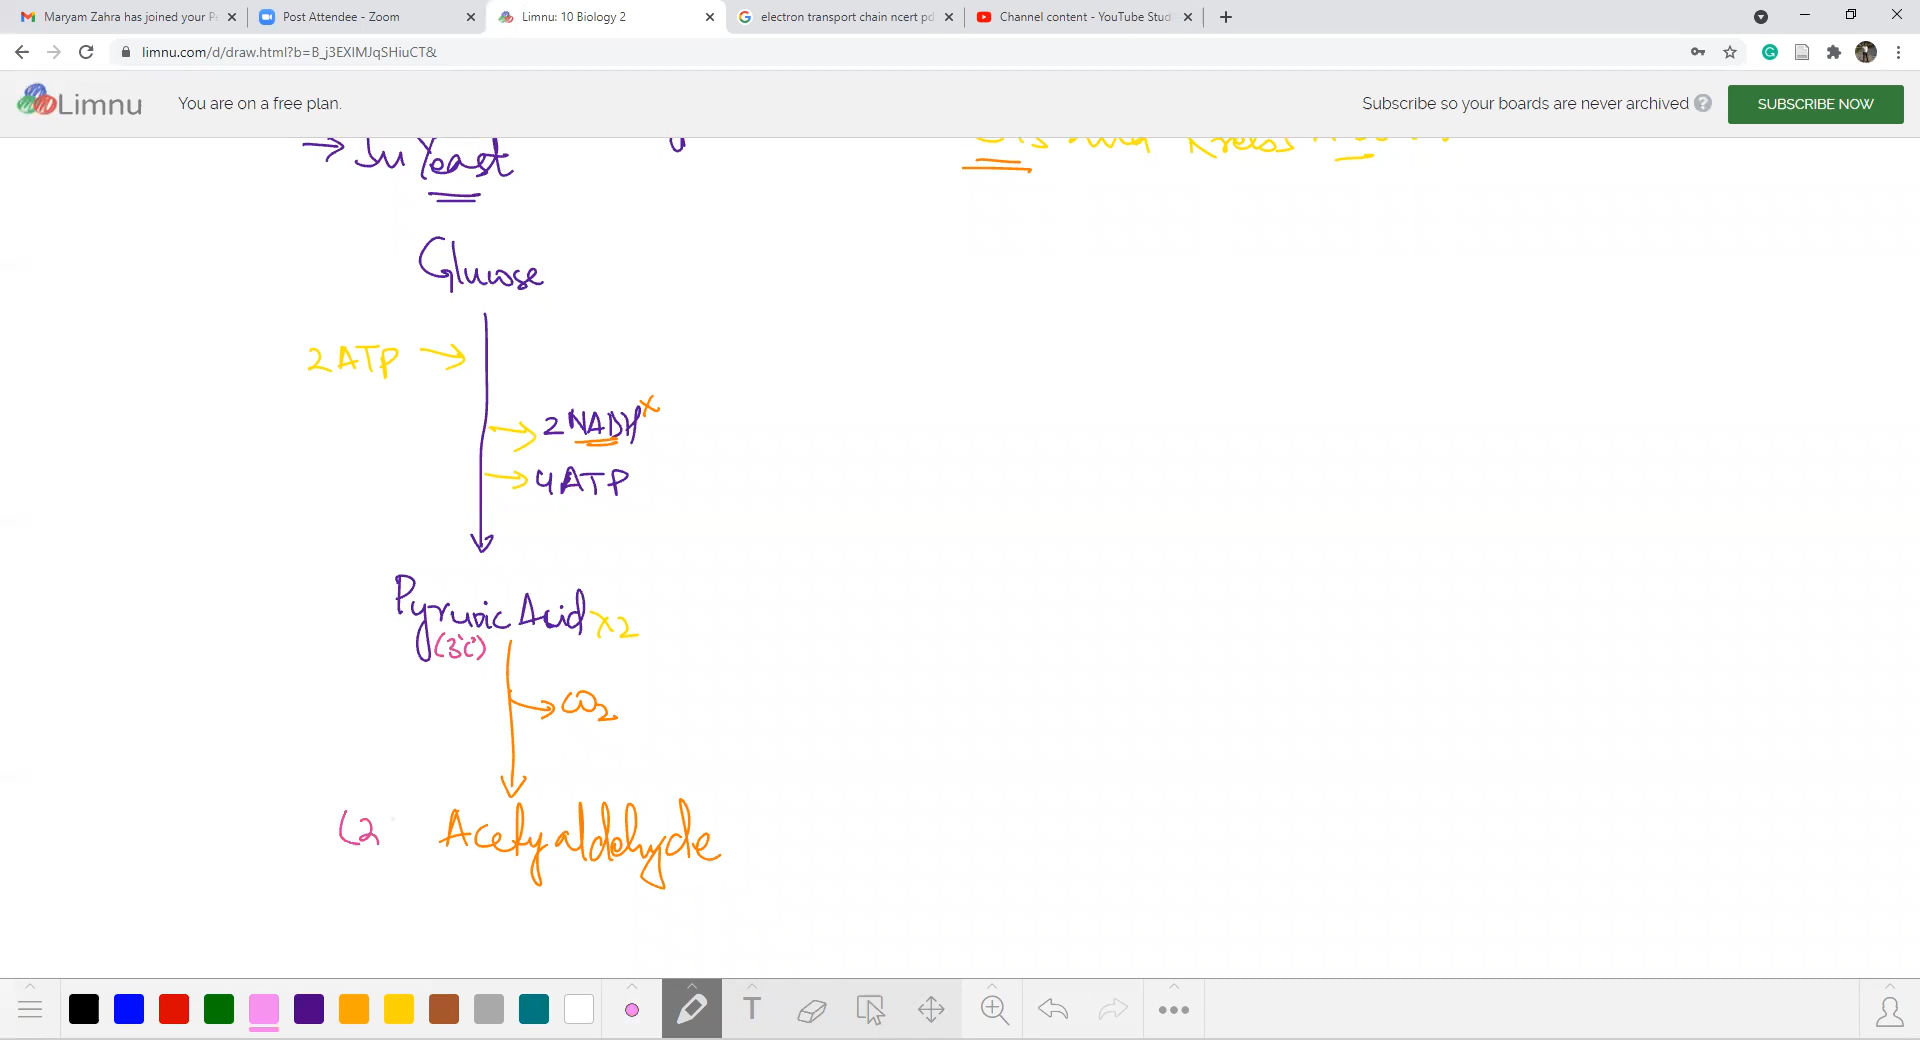 Maryam Zahra has joined your P
Post Attendee - Zoom
Limnu: 10 Biology 2
electron transport chain ncert pd
Channel content - YouTube Stud
limnu.com/d/draw.html?b=B_j3EXIMJqSHiuCT&
Limnu
You are on a free plan.
Subscribe so your boards are never archived ?
SUBSCRIBE NOW
→ In Yeast
Glucose
2 ATP →
→ 2 NADH x
→ 4 ATP
Pyruvic Acid x2
(3C)
→ CO2
(2 Acetyaldehyde
T